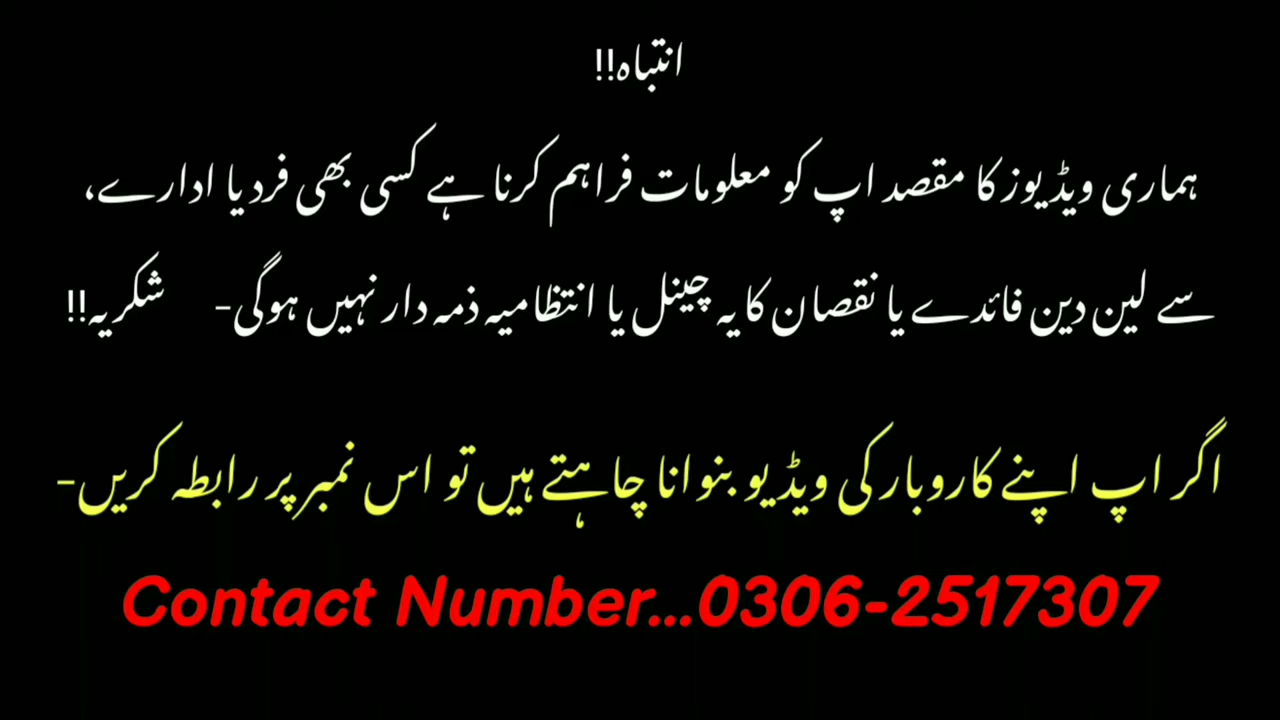 انتباہ!!
ہماری ویڈیوز کا مقصد اپ کو معلومات فراہم کرنا ہے کسی بھی فرد یا ادارے،
سے لین دین فائدے یا نقصان کا یہ چینل یا انتظامیہ ذمہ دار نہیں ہوگی- شکریہ!!
اگر اپ اپنے کاروبار کی ویڈیو بنوانا چاہتے ہیں تو اس نمبر پر رابطہ کریں-
Contact Number...0306-2517307